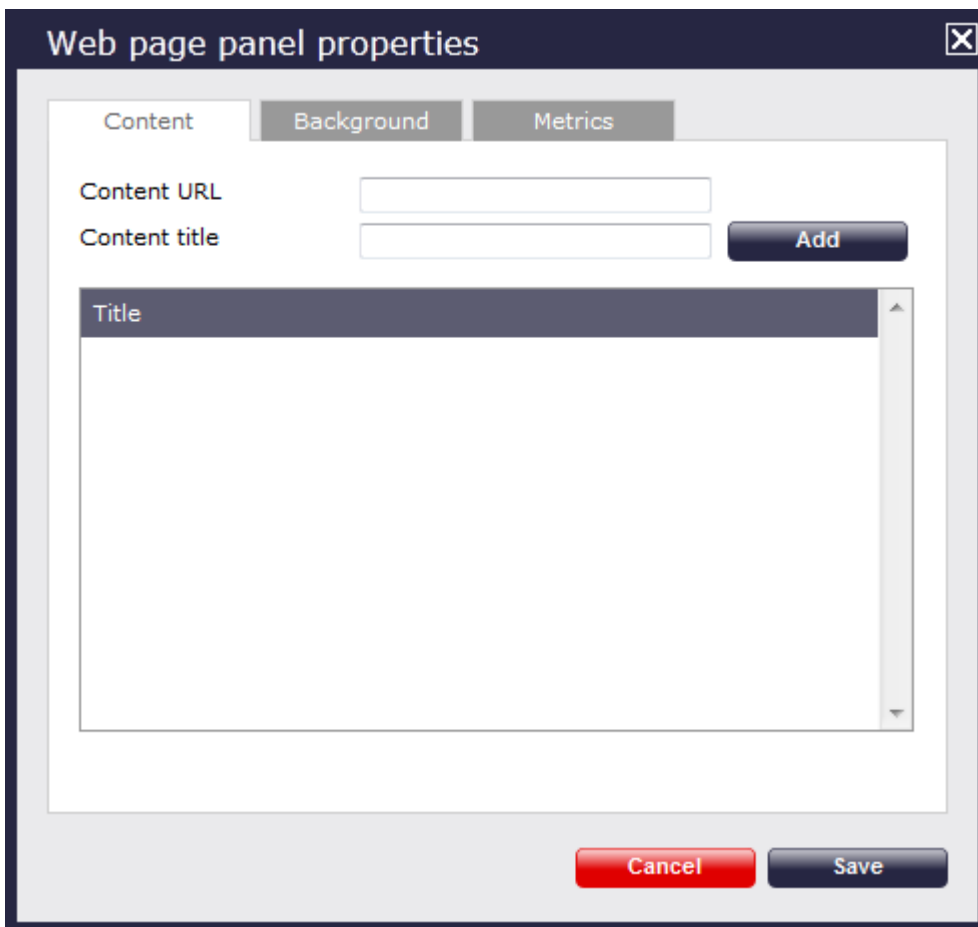 Web page panel properties
Content Background Metrics
Content URL
Content title Add
Title
Cancel Save